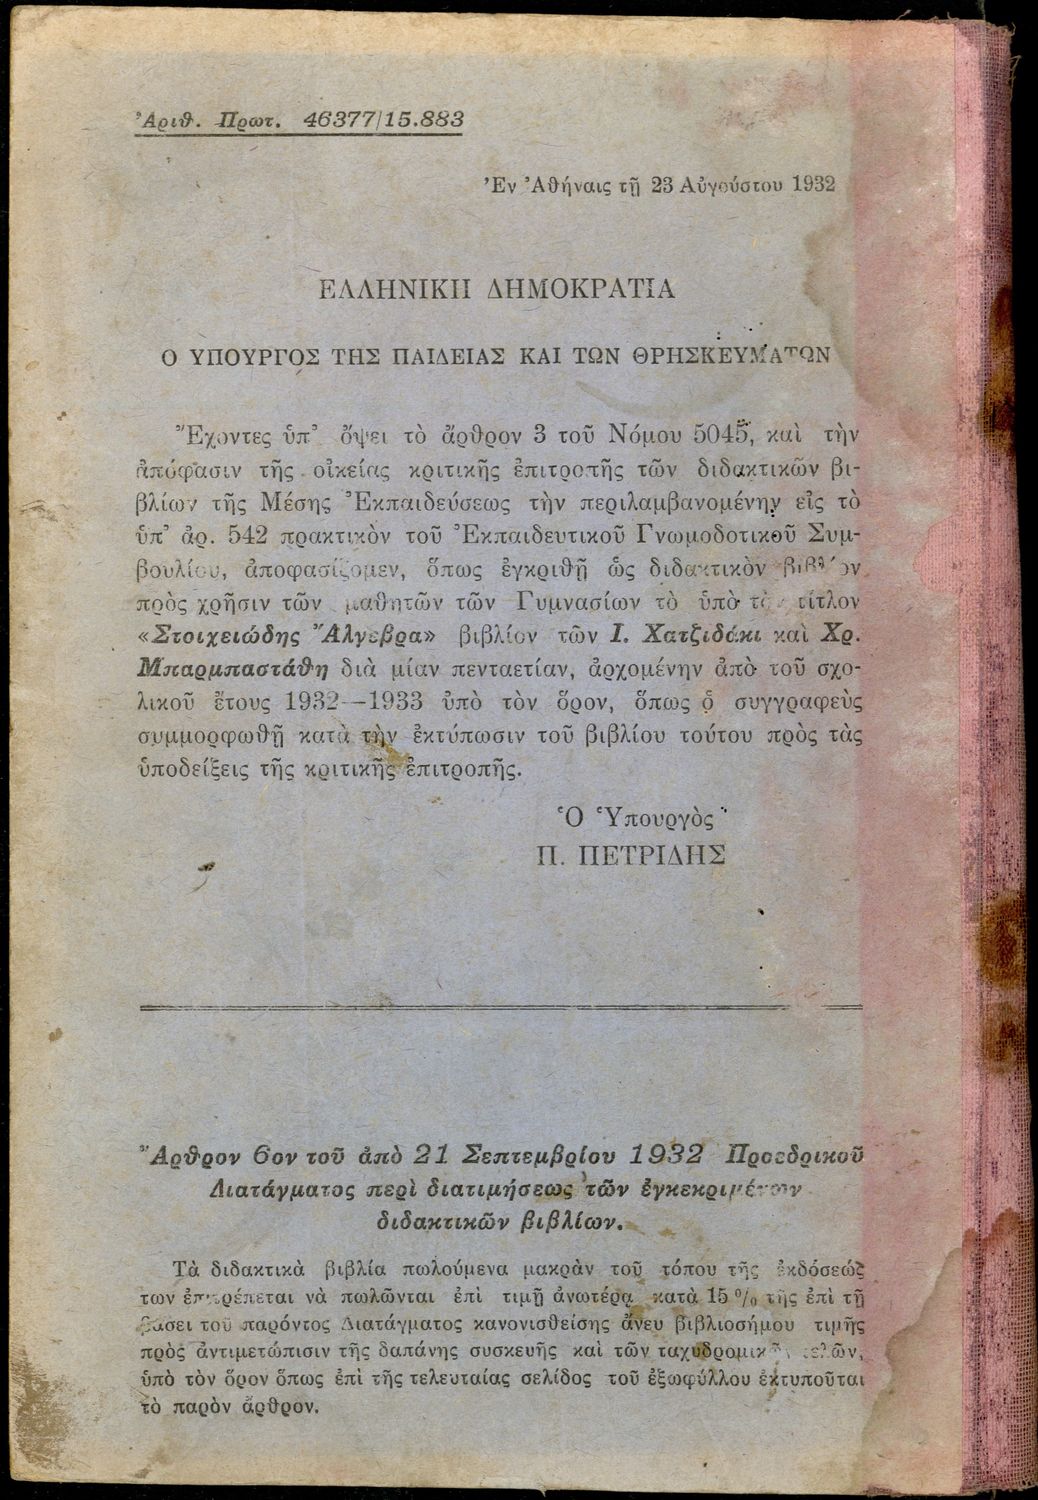 Ἀριθ. Πρωτ. 46377/15.883
Ἐν Ἀθήναις τῇ 23 Αὐγούστου 1932
ΕΛΛΗΝΙΚΗ ΔΗΜΟΚΡΑΤΙΑ
Ο ΥΠΟΥΡΓΟΣ ΤΗΣ ΠΑΙΔΕΙΑΣ ΚΑΙ ΤΩΝ ΘΡΗΣΚΕΥΜΑΤΩΝ
Ἔχοντες ὑπ' ὄψει τὸ ἄρθρον 3 τοῦ Νόμου 5045, καὶ τὴν
ἀπόφασιν τῆς οἰκείας κριτικῆς ἐπιτροπῆς τῶν διδακτικῶν βι-
βλίων τῆς Μέσης Ἐκπαιδεύσεως τὴν περιλαμβανομένην εἰς τὸ
ὑπ' ἀρ. 542 πρακτικὸν τοῦ Ἐκπαιδευτικοῦ Γνωμοδοτικοῦ Συμ-
βουλίου, ἀποφασίζομεν, ὅπως ἐγκριθῇ ὡς διδακτικὸν βιβλίον
πρὸς χρῆσιν τῶν μαθητῶν τῶν Γυμνασίων τὸ ὑπὸ τὸν τίτλον
«Στοιχειώδης Ἄλγεβρα» βιβλίον τῶν Ι. Χατζιδάκι καὶ Χρ.
Μπαρμπαστάθη διὰ μίαν πενταετίαν, ἀρχομένην ἀπὸ τοῦ σχο-
λικοῦ ἔτους 1932—1933 ὑπὸ τὸν ὅρον, ὅπως ὁ συγγραφεὺς
συμμορφωθῇ κατὰ τὴν ἐκτύπωσιν τοῦ βιβλίου τούτου πρὸς τὰς
ὑποδείξεις τῆς κριτικῆς ἐπιτροπῆς.
Ὁ Ὑπουργὸς
Π. ΠΕΤΡΙΔΗΣ
Ἄρθρον 6ον τοῦ ἀπὸ 21 Σεπτεμβρίου 1932 Προεδρικοῦ
Διατάγματος περὶ διατιμήσεως τῶν ἐγκεκριμένων
διδακτικῶν βιβλίων.
Τὰ διδακτικὰ βιβλία πωλούμενα μακρὰν τοῦ τόπου τῆς ἐκδόσεώς
των ἐπιτρέπεται νὰ πωλῶνται ἐπὶ τιμῇ ἀνωτέρᾳ κατὰ 15 % τῆς ἐπὶ τῇ
βάσει τοῦ παρόντος Διατάγματος κανονισθείσης ἄνευ βιβλιοσήμου τιμῆς
πρὸς ἀντιμετώπισιν τῆς δαπάνης συσκευῆς καὶ τῶν ταχυδρομικῶν τελῶν,
ὑπὸ τὸν ὅρον ὅπως ἐπὶ τῆς τελευταίας σελίδος τοῦ ἐξωφύλλου ἐκτυποῦται
τὸ παρὸν ἄρθρον.